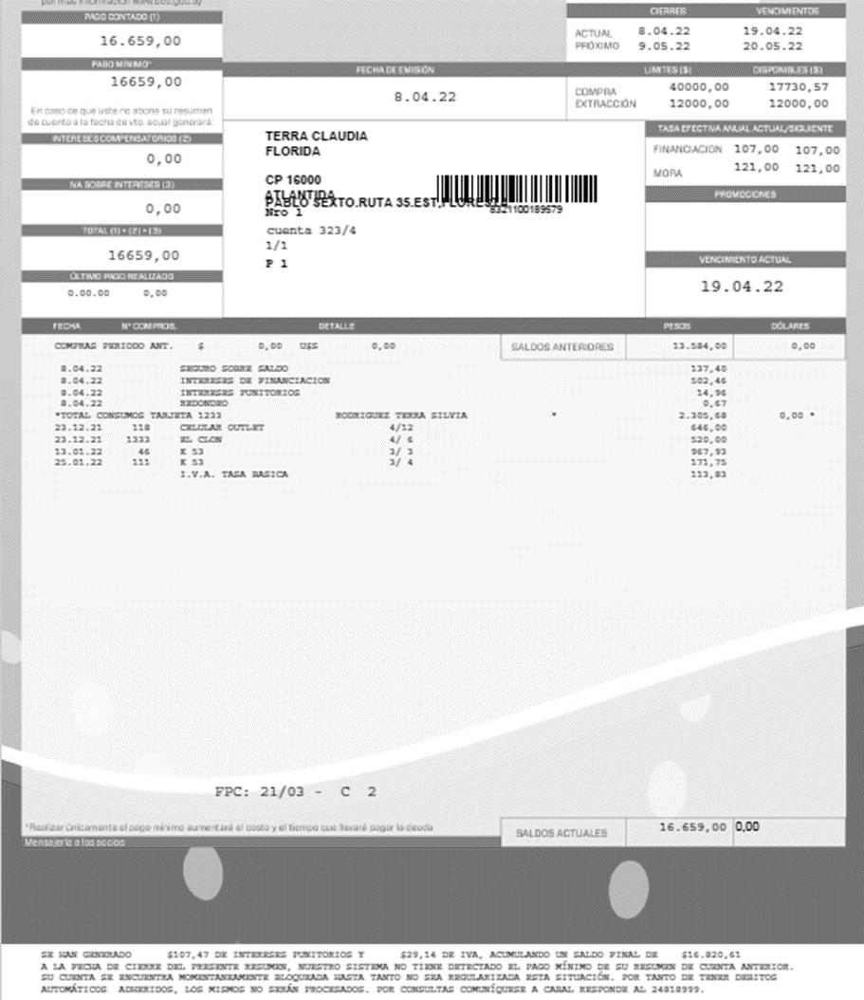 por más información www.bcu.gub.uy
PAGO CONTADO (1)
16.659,00
PAGO MÍNIMO*
16659,00
En caso de que uste no abone su resumen
de cuenta a la fecha de vto. acual generará:
INTERESES COMPENSATORIOS (2)
0,00
IVA SOBRE INTERESES (3)
0,00
TOTAL (1) + (2) + (3)
16659,00
ÚLTIMO PAGO REALIZADO
0.00.00 0,00
CIERRES VENCIMIENTOS
ACTUAL 8.04.22 19.04.22
PRÓXIMO 9.05.22 20.05.22
FECHA DE EMISIÓN
8.04.22
LIMITES ($) DISPONIBLES ($)
COMPRA 40000,00 17730,57
EXTRACCIÓN 12000,00 12000,00
TERRA CLAUDIA
FLORIDA
CP 16000
ATLANTIDA
PABLO SEXTO.RUTA 35.EST,FLORESTA
8321100189579
Nro 1
cuenta 323/4
1/1
P 1
TASA EFECTIVA ANUAL ACTUAL/SIGUIENTE
FINANCIACION 107,00 107,00
MORA 121,00 121,00
PROMOCIONES
VENCIMIENTO ACTUAL
19.04.22
FECHA Nº COMPROB. DETALLE PESOS DÓLARES
COMPRAS PERIODO ANT. $ 0,00 U$S 0,00 SALDOS ANTERIORES 13.584,00 0,00
8.04.22 SEGURO SOBRE SALDO 137,40
8.04.22 INTERESES DE FINANCIACION 502,46
8.04.22 INTERESES PUNITORIOS 14,96
8.04.22 REDONDEO 0,67
*TOTAL CONSUMOS TARJETA 1233 RODRIGUEZ TERRA SILVIA * 2.305,68 0,00 *
23.12.21 118 CELULAR OUTLET 4/12 646,00
23.12.21 1333 EL CLON 4/ 6 520,00
13.01.22 46 K 53 3/ 3 967,93
25.01.22 111 K 53 3/ 4 171,75
I.V.A. TASA BASICA 113,83
FPC: 21/03 - C 2
*Realizar únicamente el pago mínimo aumentará el costo y el tiempo que llevará pagar la deuda
Mensajería a los socios
SALDOS ACTUALES 16.659,00 0,00
SE HAN GENERADO $107,47 DE INTERESES PUNITORIOS Y $29,14 DE IVA, ACUMULANDO UN SALDO FINAL DE $16.820,61
A LA FECHA DE CIERRE DEL PRESENTE RESUMEN, NUESTRO SISTEMA NO TIENE DETECTADO EL PAGO MÍNIMO DE SU RESUMEN DE CUENTA ANTERIOR.
SU CUENTA SE ENCUENTRA MOMENTANEAMENTE BLOQUEADA HASTA TANTO NO SEA REGULARIZADA ESTA SITUACIÓN. POR TANTO DE TENER DEBITOS
AUTOMÁTICOS ADHERIDOS, LOS MISMOS NO SERÁN PROCESADOS. POR CONSULTAS COMUNÍQUESE A CABAL RESPONDE AL 24818999.